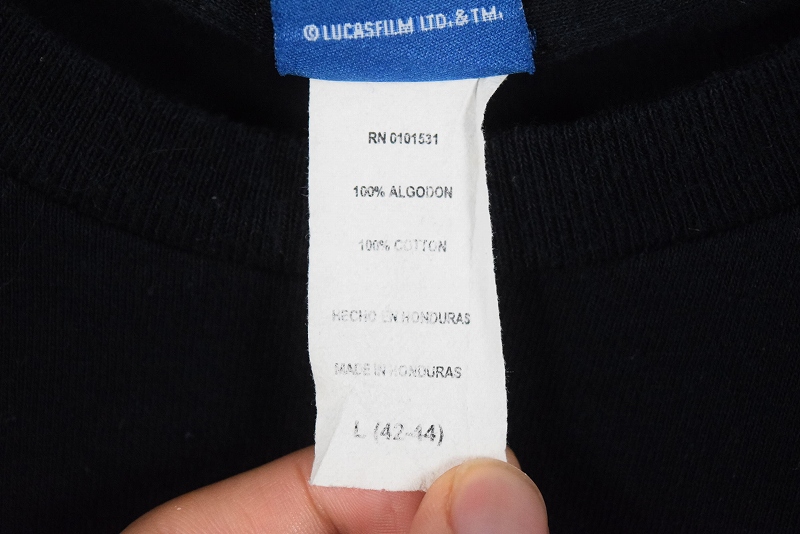 © LUCASFILM LTD. & TM.
RN 0101531
100% ALGODON
100% COTTON
HECHO EN HONDURAS
MADE IN HONDURAS
L (42-44)